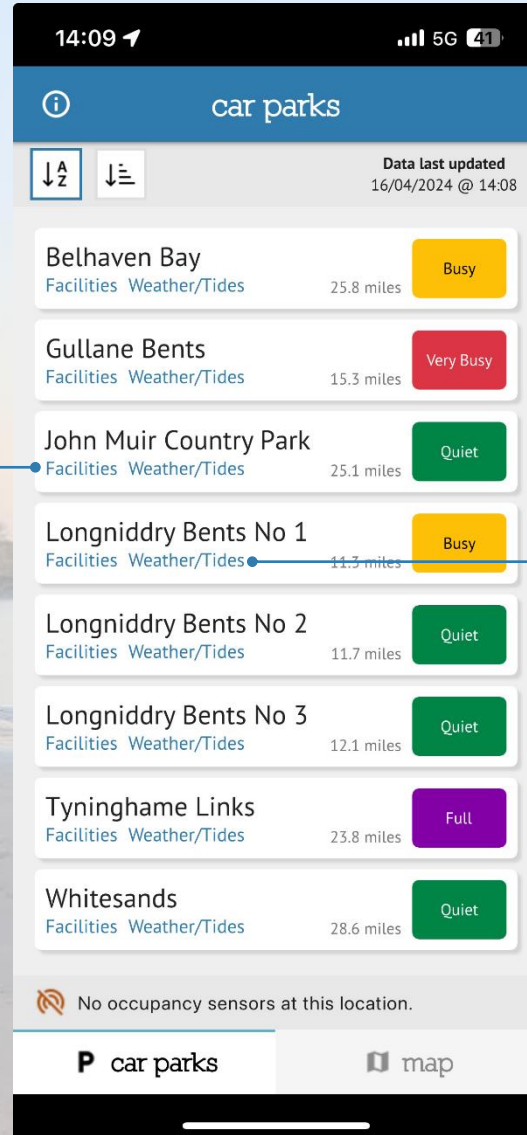 14:09
5G 41
car parks
Data last updated
16/04/2024 @ 14:08
Belhaven Bay
Facilities Weather/Tides
25.8 miles
Busy
Gullane Bents
Facilities Weather/Tides
15.3 miles
Very Busy
John Muir Country Park
Facilities Weather/Tides
25.1 miles
Quiet
Longniddry Bents No 1
Facilities Weather/Tides
11.3 miles
Busy
Longniddry Bents No 2
Facilities Weather/Tides
11.7 miles
Quiet
Longniddry Bents No 3
Facilities Weather/Tides
12.1 miles
Quiet
Tyninghame Links
Facilities Weather/Tides
23.8 miles
Full
Whitesands
Facilities Weather/Tides
28.6 miles
Quiet
No occupancy sensors at this location.
P car parks
map